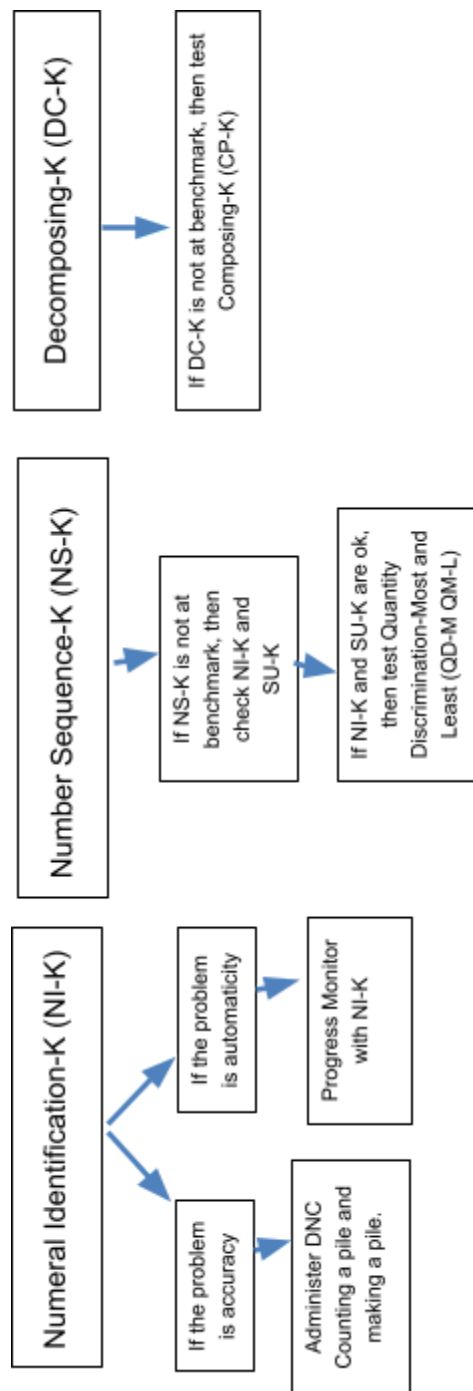 Numeral Identification-K (NI-K)
If the problem
is accuracy
Administer DNC
Counting a pile and
making a pile.
If the problem
is automaticity
Progress Monitor
with NI-K
Number Sequence-K (NS-K)
If NS-K is not at
benchmark, then
check NI-K and
SU-K
If NI-K and SU-K are ok,
then test Quantity
Discrimination-Most and
Least (QD-M QM-L)
Decomposing-K (DC-K)
If DC-K is not at benchmark, then test
Composing-K (CP-K)